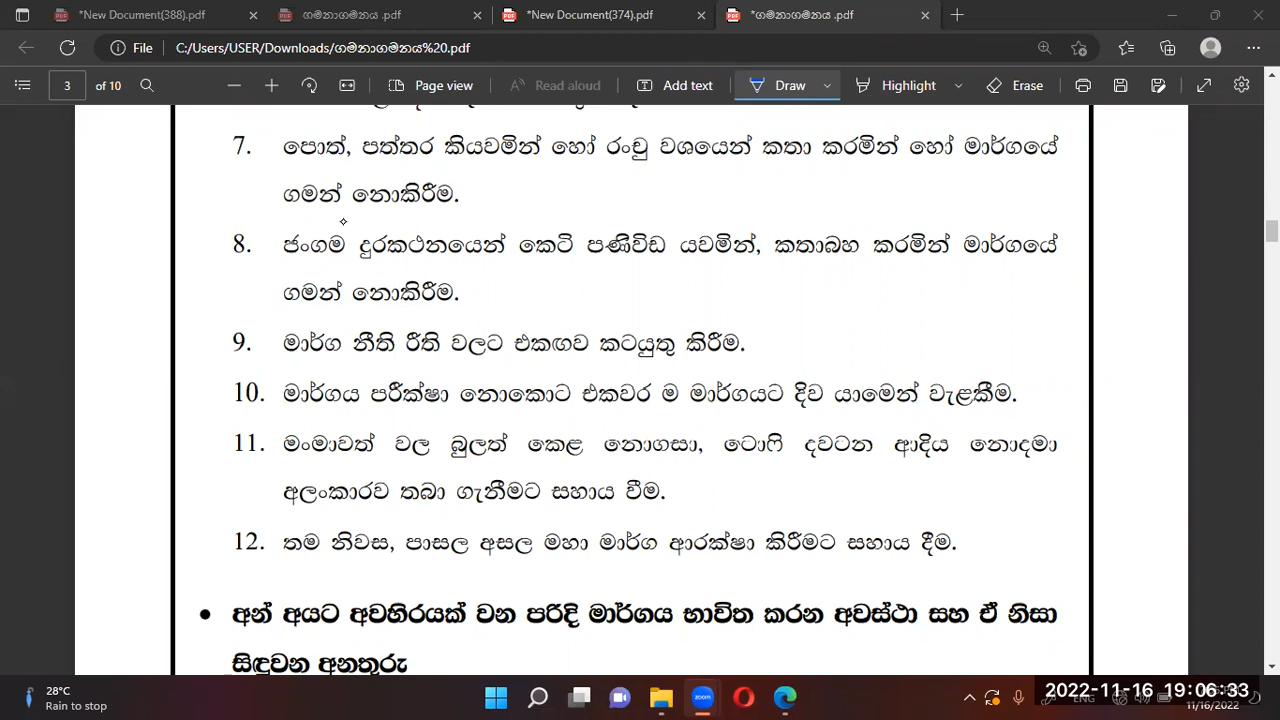 *New Document(388).pdf
ගමනාගමනය .pdf
*New Document(374).pdf
*ගමනාගමනය .pdf
File C:/Users/USER/Downloads/ගමනාගමනය%20.pdf
3 of 10 Page view Read aloud Add text Draw Highlight Erase
7. පොත්, පත්තර කියවමින් හෝ රංචු වශයෙන් කතා කරමින් හෝ මාර්ගයේ
ගමන් නොකිරීම.
8. ජංගම දුරකථනයෙන් කෙටි පණිවිඩ යවමින්, කතාබහ කරමින් මාර්ගයේ
ගමන් නොකිරීම.
9. මාර්ග නීති රීති වලට එකඟව කටයුතු කිරීම.
10. මාර්ගය පරීක්ෂා නොකොට එකවර ම මාර්ගයට දිව යාමෙන් වැළකීම.
11. මංමාවත් වල බුලත් කෙළ නොගසා, ටොෆි දවටන ආදිය නොදමා
අලංකාරව තබා ගැනීමට සහාය වීම.
12. තම නිවස, පාසල අසල මහා මාර්ග ආරක්ෂා කිරීමට සහාය දීම.
• අන් අයට අවහිරයක් වන පරිදි මාර්ගය භාවිත කරන අවස්ථා සහ ඒ නිසා
සිඳුවන අනතුරු
28°C
Rain to stop
zoom
ENG
2022-11-16 19:06:33
11/16/2022